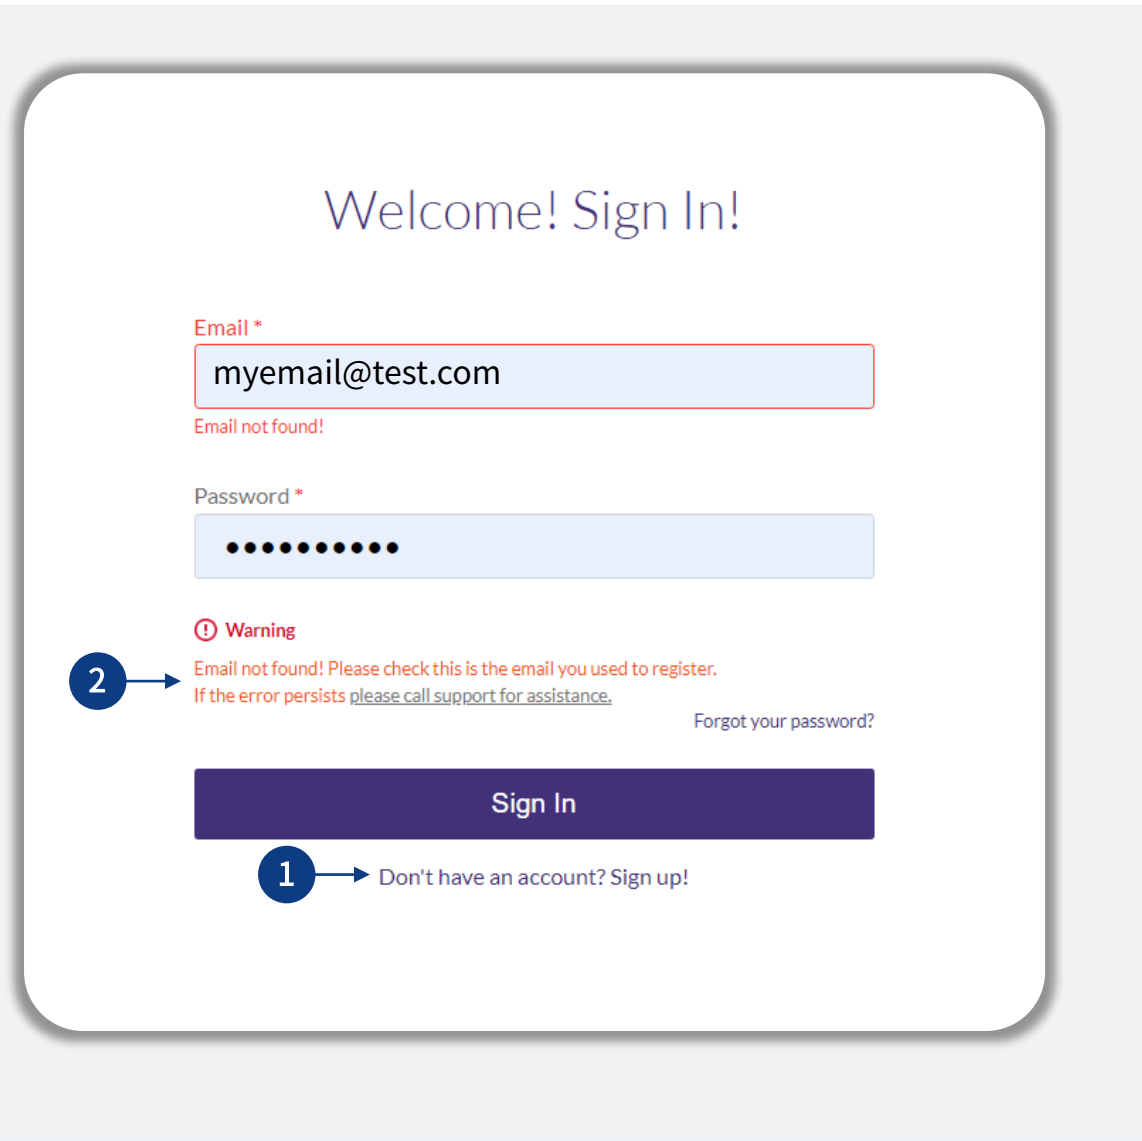 Welcome! Sign In!
Email *
myemail@test.com
Email not found!
Password *
Warning
2
Email not found! Please check this is the email you used to register.
If the error persists please call support for assistance.
Forgot your password?
Sign In
1
Don't have an account? Sign up!